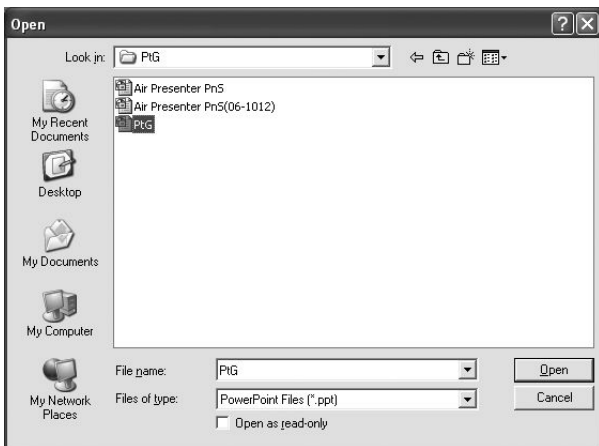 Open
Look in: PtG
Air Presenter PnS
Air Presenter PnS(06-1012)
PtG
My Recent
Documents
Desktop
My Documents
My Computer
My Network
Places
File name: PtG Open
Files of type: PowerPoint Files (*.ppt) Cancel
Open as read-only